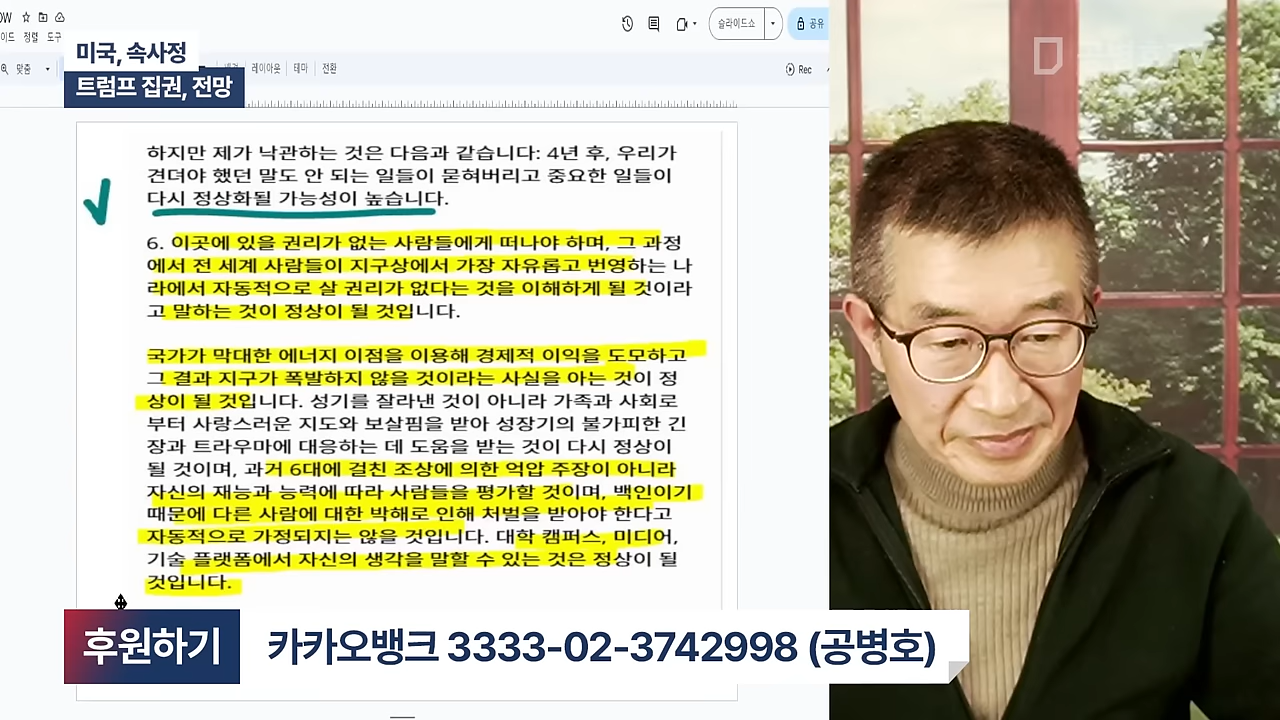 OW
이드 정렬 도구
슬라이드쇼
공유
미국, 속사정
트럼프 집권, 전망
맞춤
배경 레이아웃 테마 전환
Rec
하지만 제가 낙관하는 것은 다음과 같습니다: 4년 후, 우리가
견뎌야 했던 말도 안 되는 일들이 묻혀버리고 중요한 일들이
다시 정상화될 가능성이 높습니다.
6. 이곳에 있을 권리가 없는 사람들에게 떠나야 하며, 그 과정
에서 전 세계 사람들이 지구상에서 가장 자유롭고 번영하는 나
라에서 자동적으로 살 권리가 없다는 것을 이해하게 될 것이라
고 말하는 것이 정상이 될 것입니다.
국가가 막대한 에너지 이점을 이용해 경제적 이익을 도모하고
그 결과 지구가 폭발하지 않을 것이라는 사실을 아는 것이 정
상이 될 것입니다. 성기를 잘라낸 것이 아니라 가족과 사회로
부터 사랑스러운 지도와 보살핌을 받아 성장기의 불가피한 긴
장과 트라우마에 대응하는 데 도움을 받는 것이 다시 정상이
될 것이며, 과거 6대에 걸친 조상에 의한 억압 주장이 아니라
자신의 재능과 능력에 따라 사람들을 평가할 것이며, 백인이기
때문에 다른 사람에 대한 박해로 인해 처벌을 받아야 한다고
자동적으로 가정되지는 않을 것입니다. 대학 캠퍼스, 미디어,
기술 플랫폼에서 자신의 생각을 말할 수 있는 것은 정상이 될
것입니다.
후원하기
카카오뱅크 3333-02-3742998 (공병호)